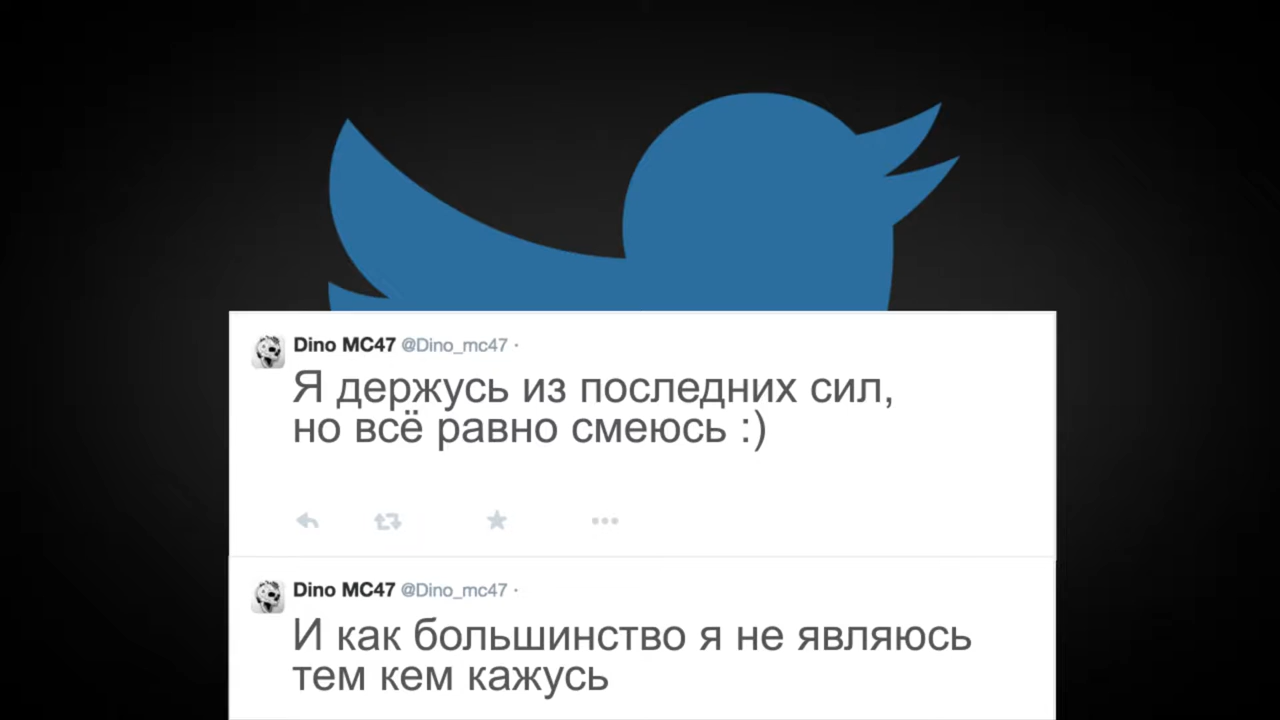 Dino MC47 @Dino_mc47 ·
Я держусь из последних сил,
но всё равно смеюсь :)
Dino MC47 @Dino_mc47 ·
И как большинство я не являюсь
тем кем кажусь